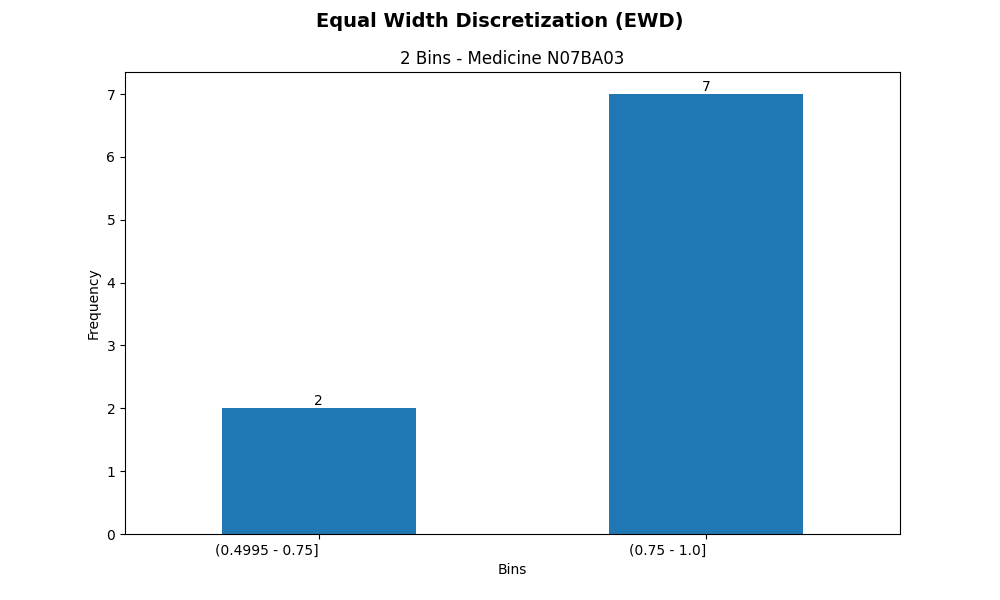 Equal Width Discretization (EWD)
2 Bins - Medicine N07BA03
Frequency
7
6
5
4
3
2
1
0
2
7
(0.4995 - 0.75]
(0.75 - 1.0]
Bins